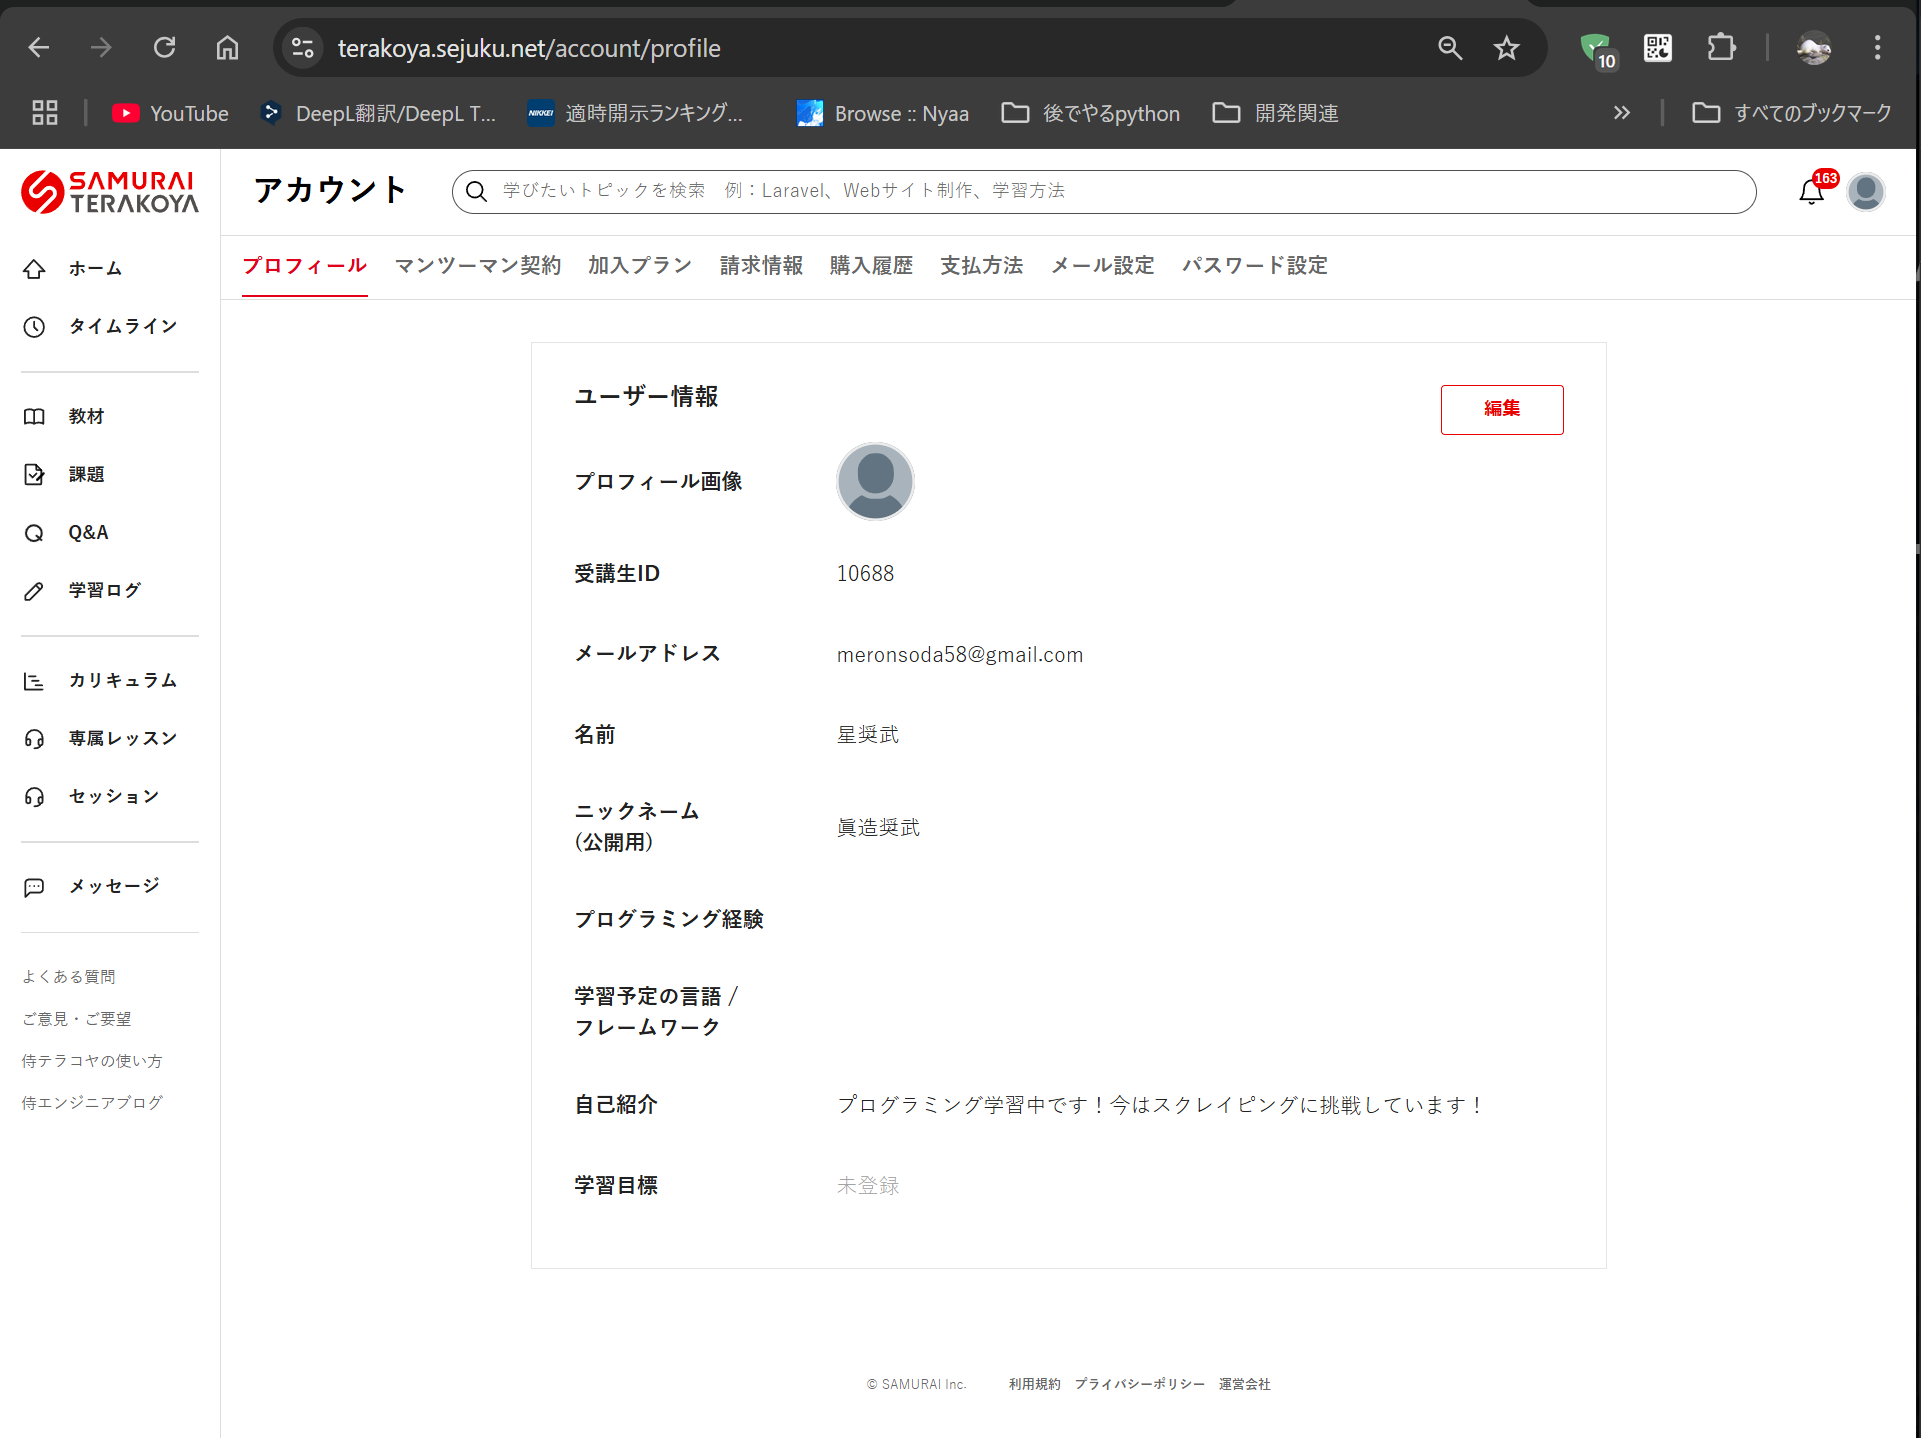 terakoya.sejuku.net/account/profile
10
YouTube
DeepL翻訳/DeepL T...
NIKKEI
適時開示ランキング...
Browse :: Nyaa
後でやるpython
開発関連
すべてのブックマーク
SAMURAI
TERAKOYA
アカウント
学びたいトピックを検索　例：Laravel、Webサイト制作、学習方法
163
プロフィール
マンツーマン契約
加入プラン
請求情報
購入履歴
支払方法
メール設定
パスワード設定
ホーム
タイムライン
教材
課題
Q&A
学習ログ
カリキュラム
専属レッスン
セッション
メッセージ
よくある質問
ご意見・ご要望
侍テラコヤの使い方
侍エンジニアブログ
ユーザー情報
編集
プロフィール画像
受講生ID
10688
メールアドレス
meronsoda58@gmail.com
名前
星奨武
ニックネーム
(公開用)
眞造奨武
プログラミング経験
学習予定の言語 /
フレームワーク
自己紹介
プログラミング学習中です！今はスクレイピングに挑戦しています！
学習目標
未登録
© SAMURAI Inc.
利用規約
プライバシーポリシー
運営会社